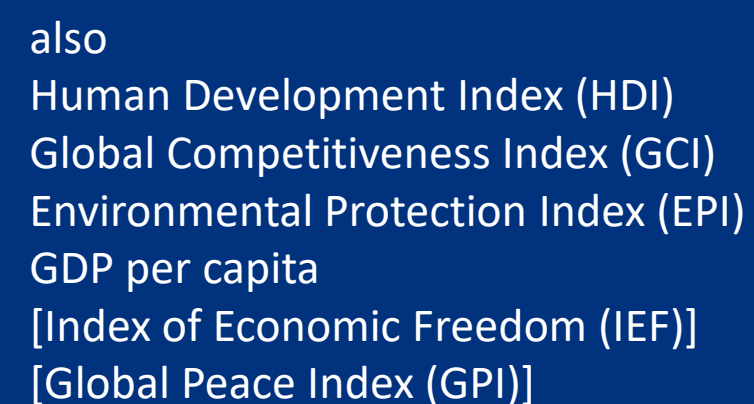 also
Human Development Index (HDI)
Global Competitiveness Index (GCI)
Environmental Protection Index (EPI)
GDP per capita
[Index of Economic Freedom (IEF)]
[Global Peace Index (GPI)]